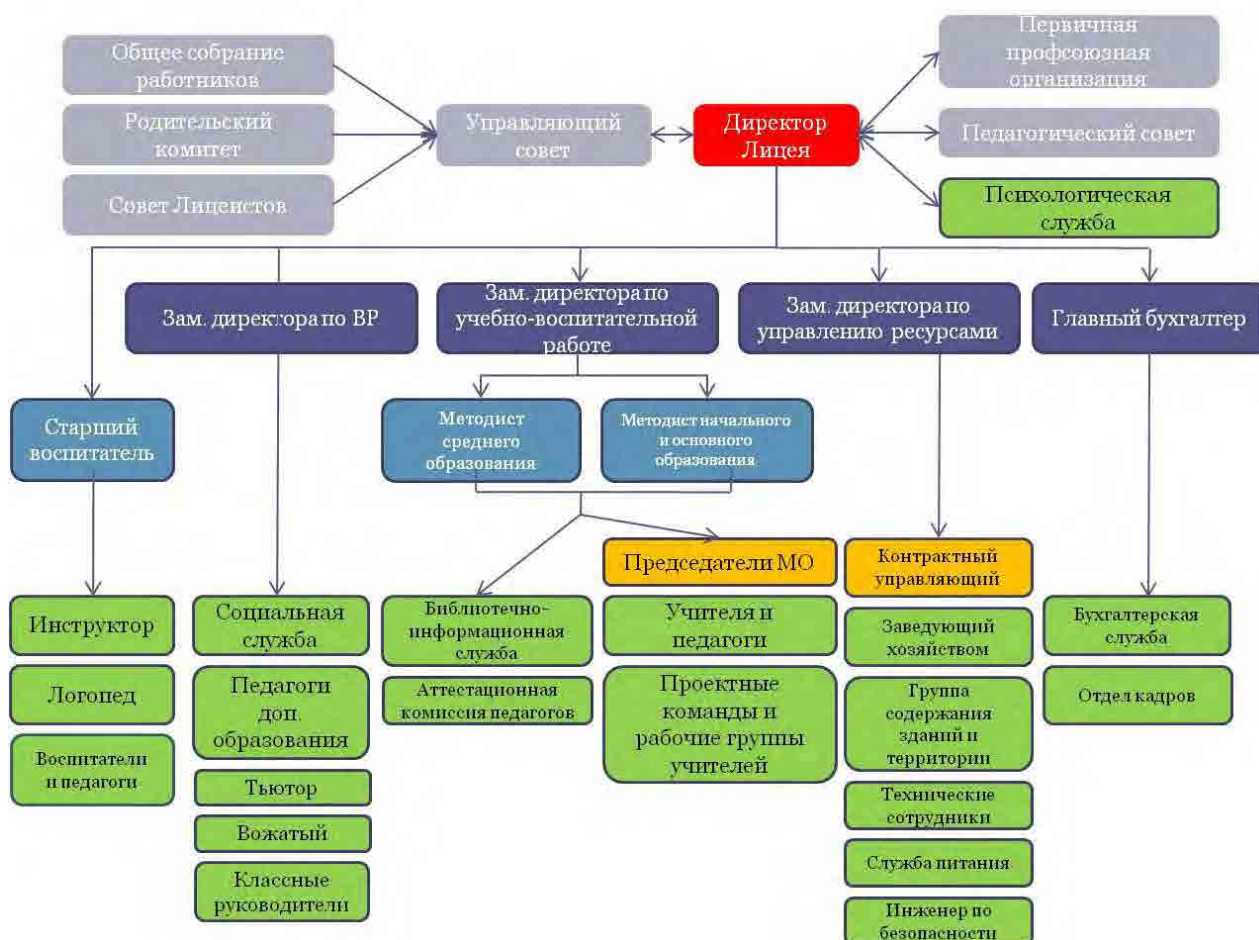 Общее собрание
работников
Родительский
комитет
Совет Лицеистов
Управляющий
совет
Директор
Лицея
Первичная
профсоюзная
организация
Педагогический совет
Психологическая
служба
Зам. директора по ВР
Зам. директора по
учебно-воспитательной
работе
Зам. директора по
управлению ресурсами
Главный бухгалтер
Старший
воспитатель
Методист
среднего
образования
Методист начального
и основного
образования
Инструктор
Логопед
Воспитатели
и педагоги
Социальная
служба
Педагоги
доп.
образования
Тьютор
Вожатый
Классные
руководители
Библиотечно-
информационная
служба
Аттестационная
комиссия педагогов
Председатели МО
Учителя и
педагоги
Проектные
команды и
рабочие группы
учителей
Контрактный
управляющий
Заведующий
хозяйством
Группа
содержания
зданий и
территории
Технические
сотрудники
Служба питания
Инженер по
безопасности
Бухгалтерская
служба
Отдел кадров